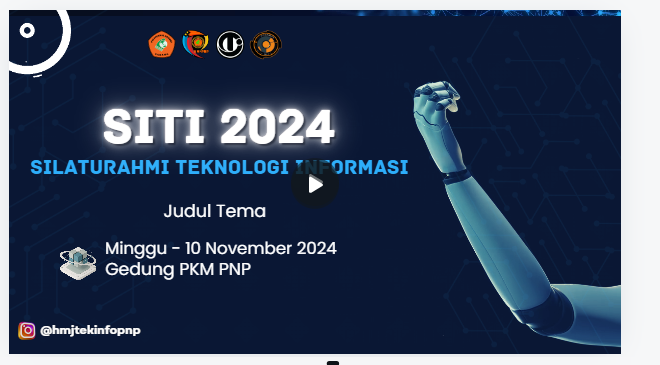 SITI 2024
SILATURAHMI TEKNOLOGI INFORMASI
Judul Tema
Minggu - 10 November 2024
Gedung PKM PNP
@hmjtekinfopnp